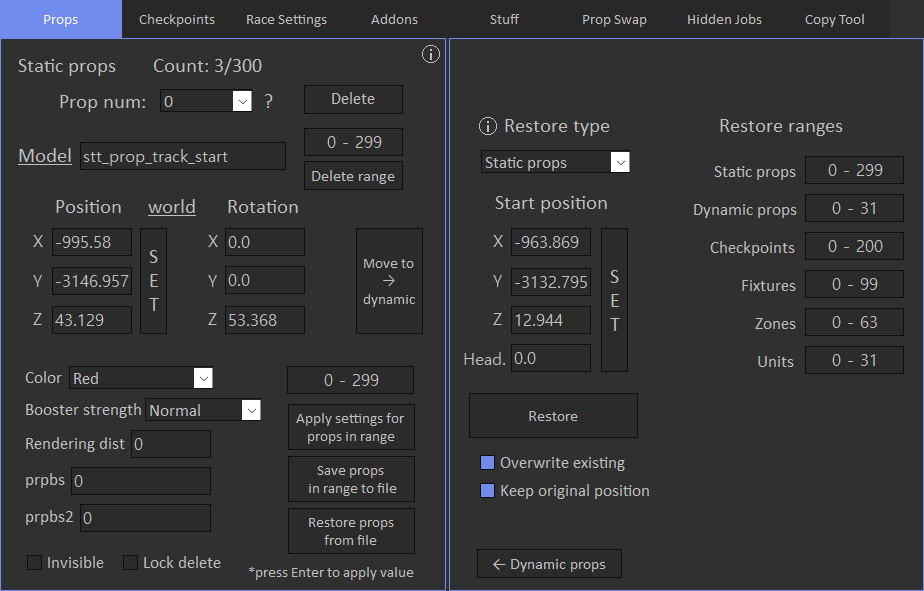 Props Checkpoints Race Settings Addons Stuff Prop Swap Hidden Jobs Copy Tool
Static props Count: 3/300
Prop num: 0 ?
Delete
0 - 299
Model stt_prop_track_start
Delete range
Position world Rotation
X -995.58 X 0.0
Y -3146.957 Y 0.0
Z 43.129 Z 53.368
SET
Move to
→
dynamic
Color Red
Booster strength Normal
Rendering dist 0
prpbs 0
prpbs2 0
Invisible Lock delete
0 - 299
Apply settings for
props in range
Save props
in range to file
Restore props
from file
*press Enter to apply value
Restore type
Static props
Start position
X -963.869
Y -3132.795
Z 12.944
Head. 0.0
SET
Restore
Overwrite existing
Keep original position
← Dynamic props
Restore ranges
Static props 0 - 299
Dynamic props 0 - 31
Checkpoints 0 - 200
Fixtures 0 - 99
Zones 0 - 63
Units 0 - 31